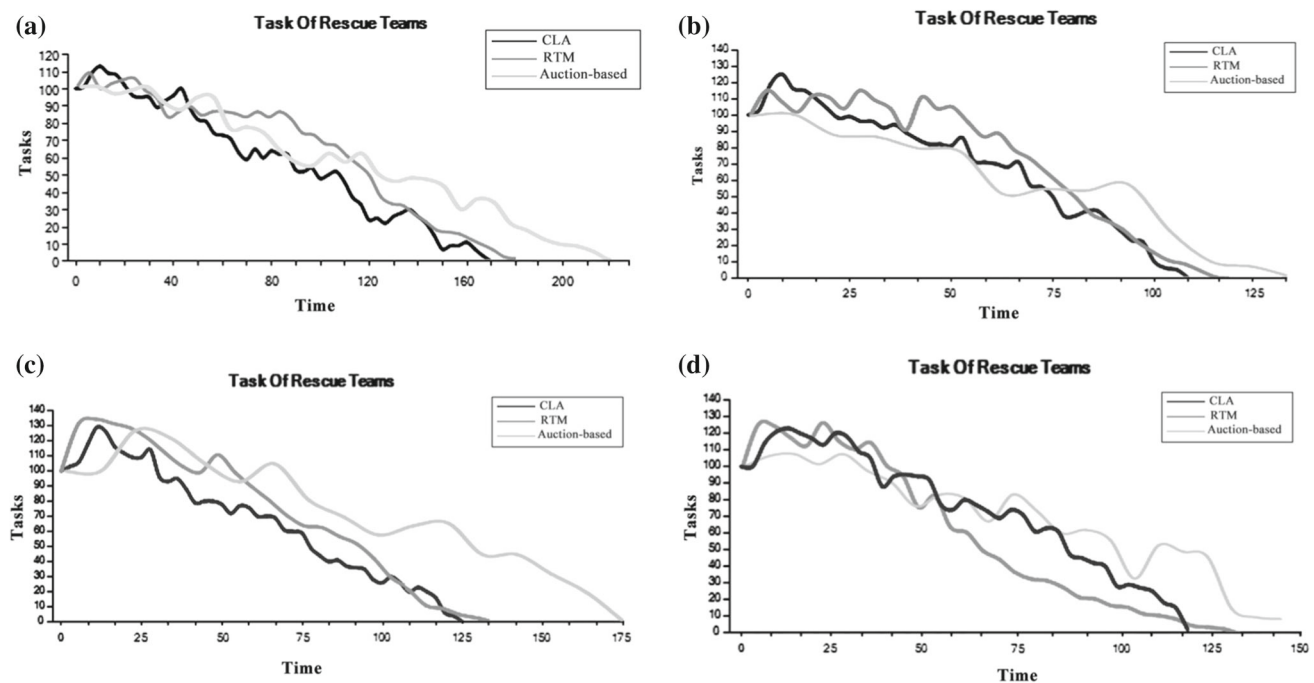 (a)
Task Of Rescue Teams
CLA
RTM
Auction-based
120
110
100
90
80
70
60
50
40
30
20
10
0
Tasks
0 40 80 120 160 200
Time
(b)
Task Of Rescue Teams
CLA
RTM
Auction-based
140
130
120
110
100
90
80
70
60
50
40
30
20
10
0
Tasks
0 25 50 75 100 125
Time
(c)
Task Of Rescue Teams
CLA
RTM
Auction-based
140
130
120
110
100
90
80
70
60
50
40
30
20
10
0
Tasks
0 25 50 75 100 125 150 175
Time
(d)
Task Of Rescue Teams
CLA
RTM
Auction-based
140
130
120
110
100
90
80
70
60
50
40
30
20
10
0
Tasks
0 25 50 75 100 125 150
Time